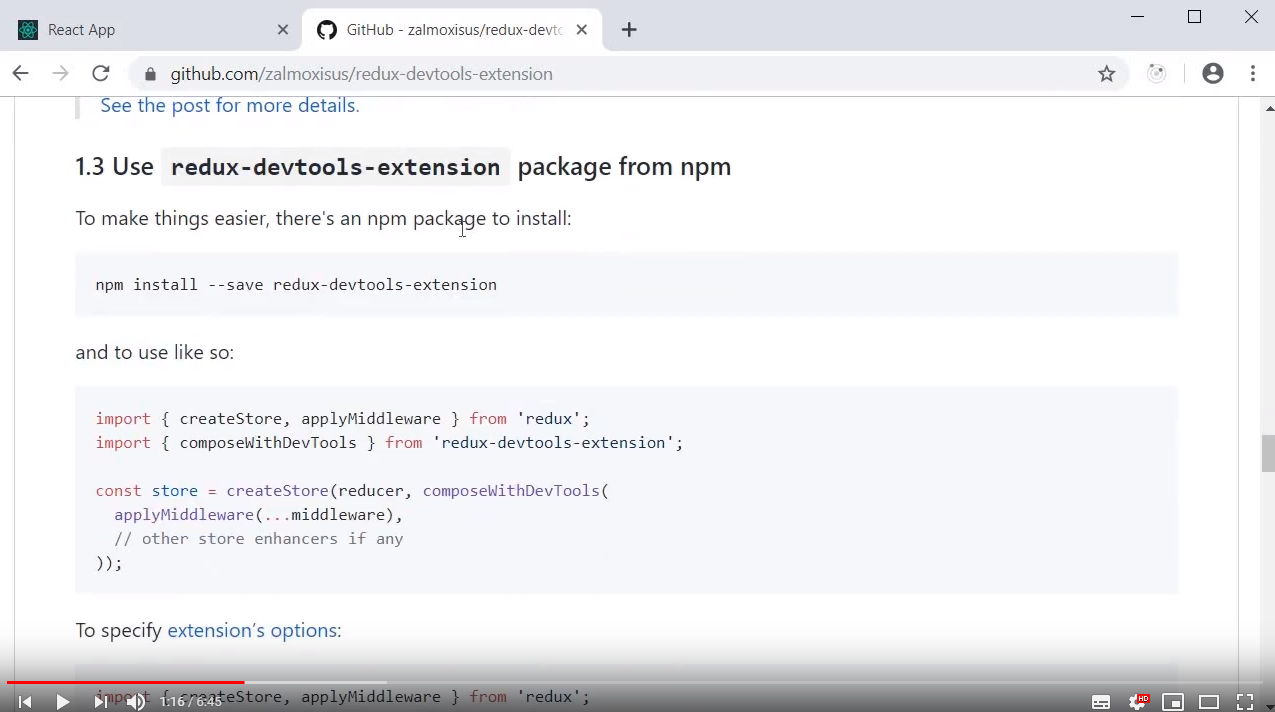 React App
GitHub - zalmoxisus/redux-devto
github.com/zalmoxisus/redux-devtools-extension
See the post for more details.
1.3 Use redux-devtools-extension package from npm
To make things easier, there's an npm package to install:
npm install --save redux-devtools-extension
and to use like so:
import { createStore, applyMiddleware } from 'redux';
import { composeWithDevTools } from 'redux-devtools-extension';
const store = createStore(reducer, composeWithDevTools(
applyMiddleware(...middleware),
// other store enhancers if any
));
To specify extension's options:
import { createStore, applyMiddleware } from 'redux';
1:16 / 6:45
HD